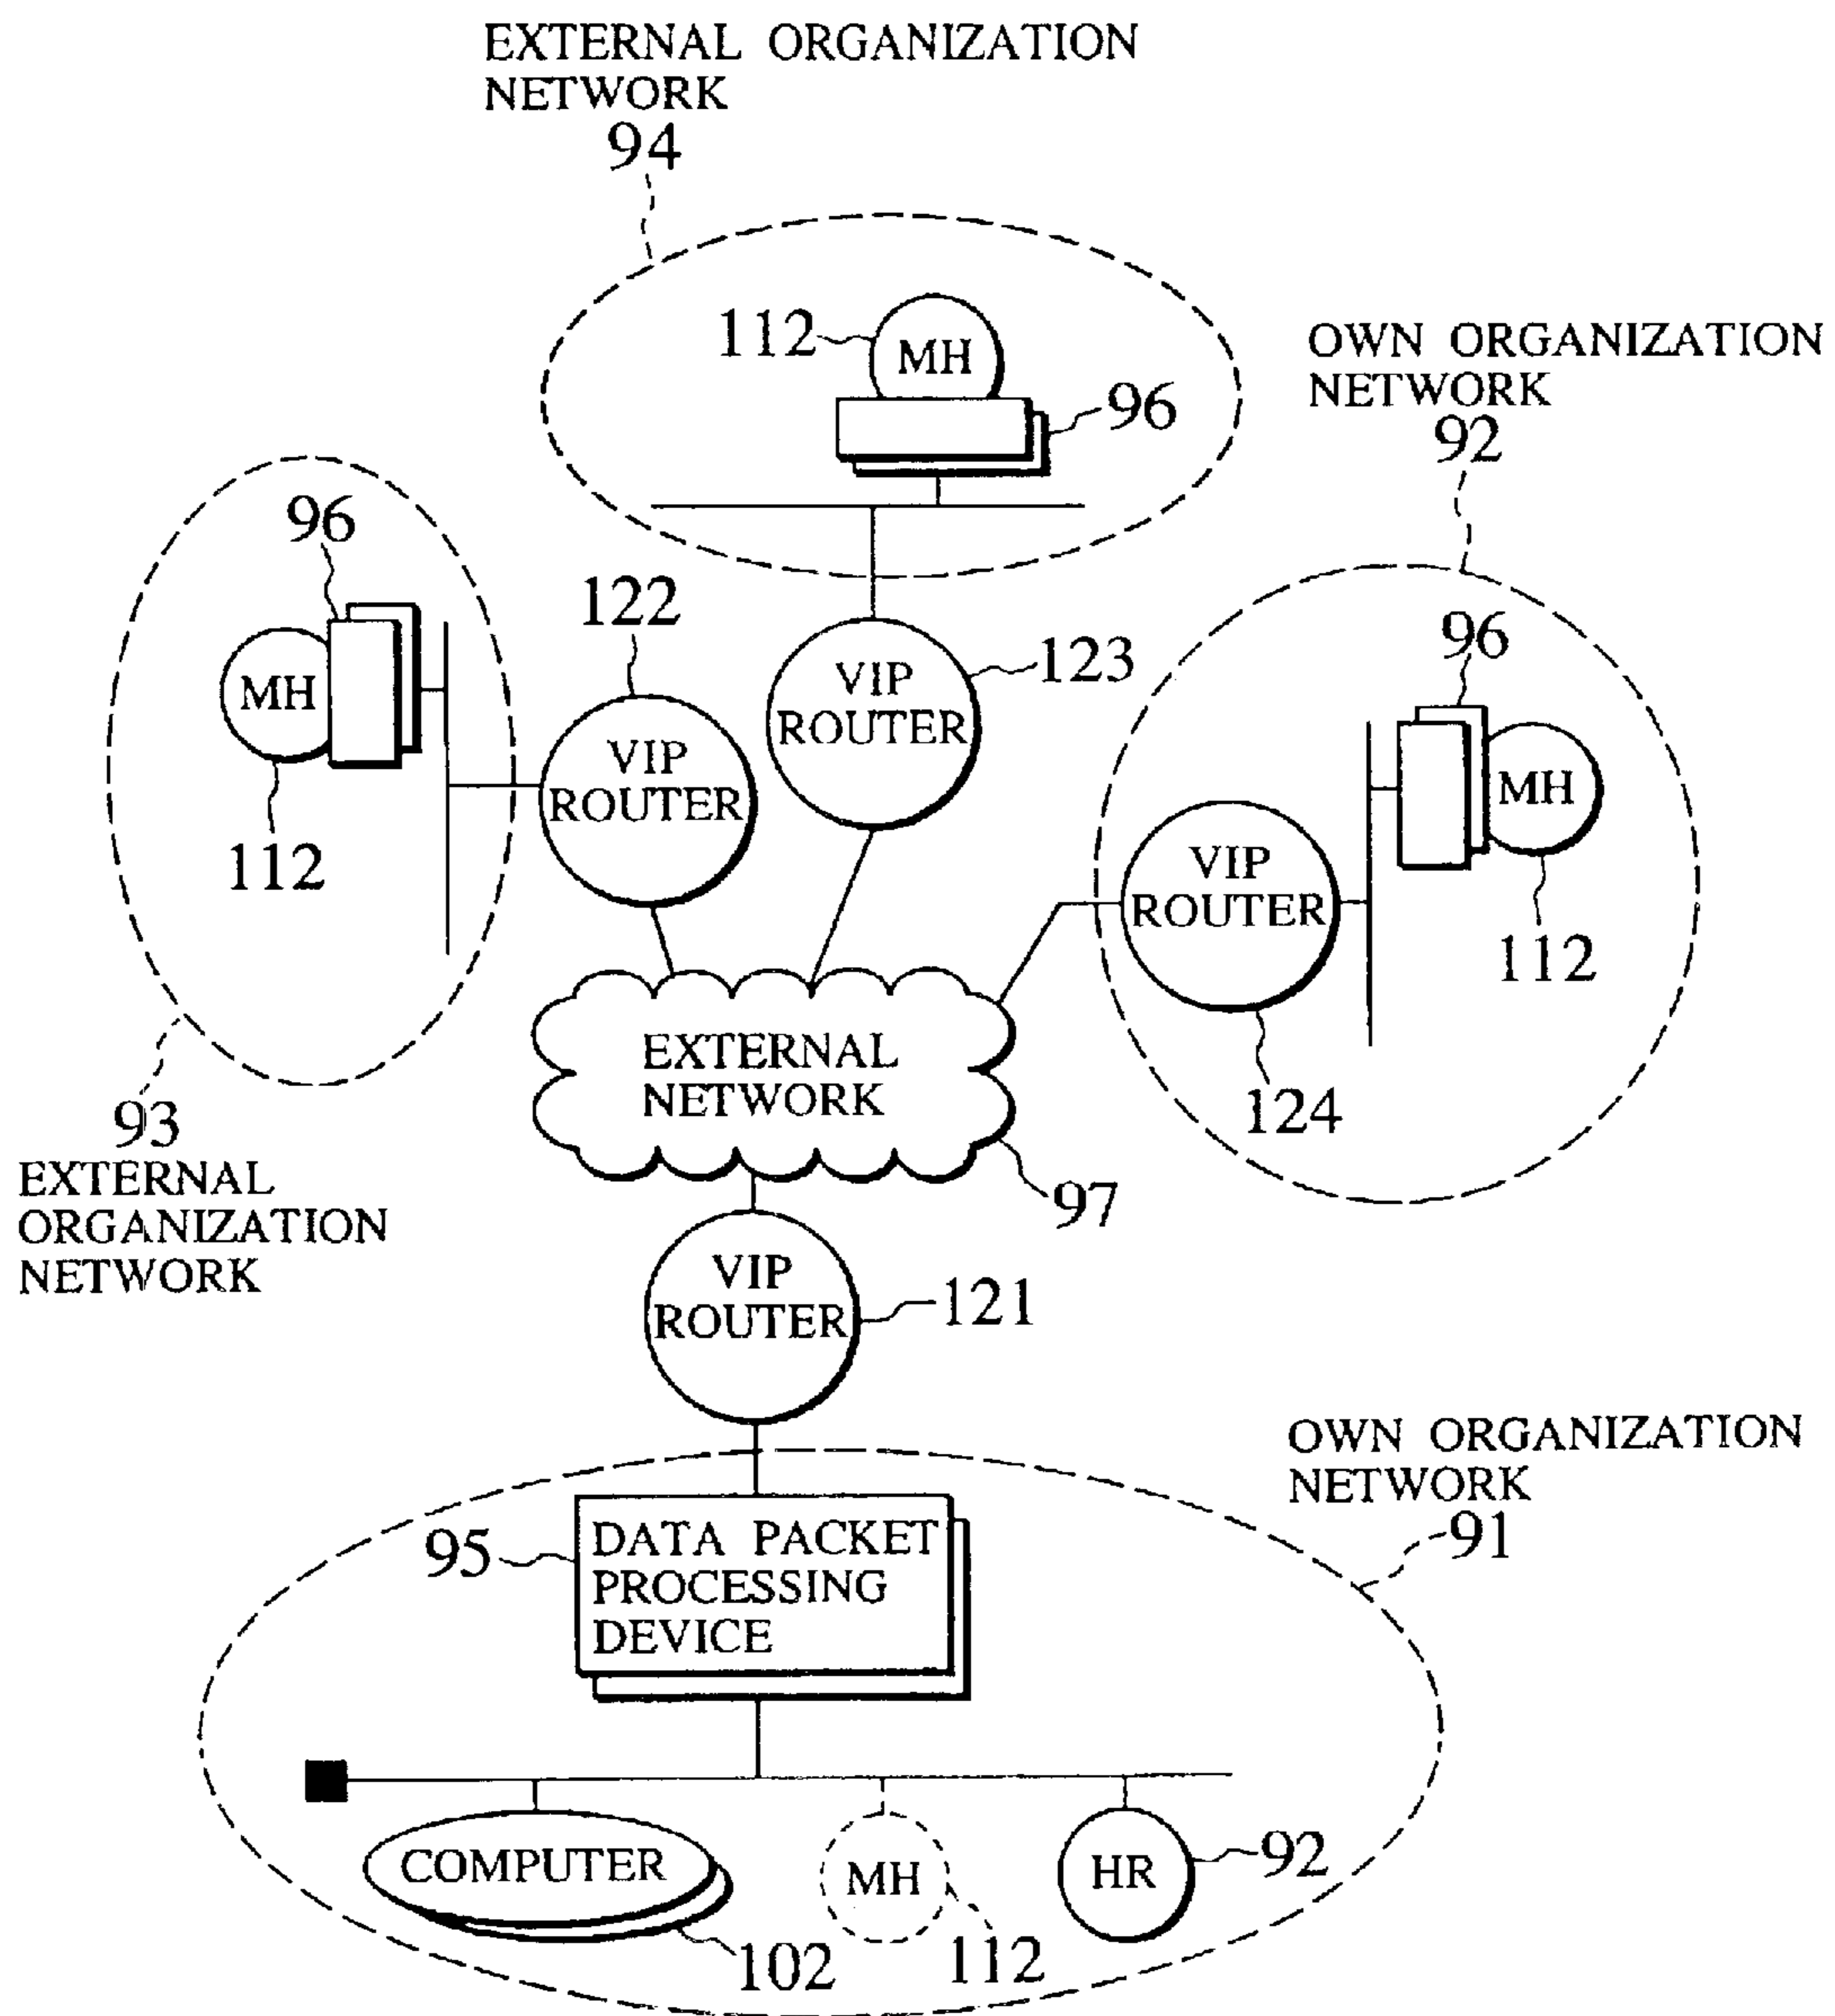 EXTERNAL ORGANIZATION
NETWORK
94
112
MH
96
OWN ORGANIZATION
NETWORK
92
96
MH
112
122
VIP
ROUTER
123
VIP
ROUTER
96
MH
112
VIP
ROUTER
124
93
EXTERNAL
ORGANIZATION
NETWORK
EXTERNAL
NETWORK
97
VIP
ROUTER
121
OWN ORGANIZATION
NETWORK
91
95
DATA PACKET
PROCESSING
DEVICE
COMPUTER
102
MH
112
HR
92